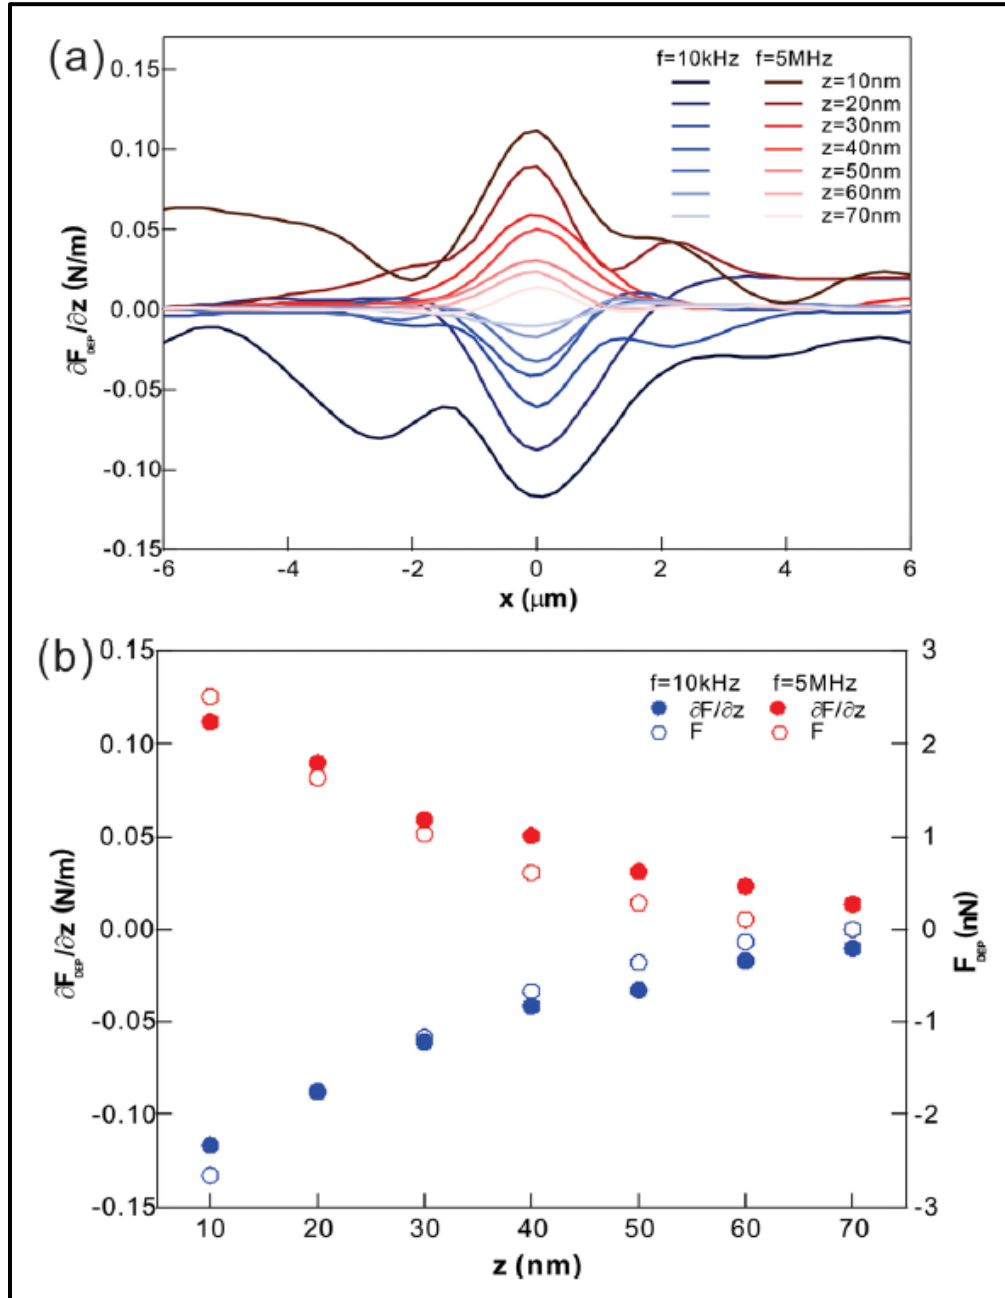 (a)
f=10kHz f=5MHz
z=10nm
z=20nm
z=30nm
z=40nm
z=50nm
z=60nm
z=70nm
0.15
0.10
0.05
0.00
-0.05
-0.10
-0.15
∂F_DEP/∂z (N/m)
-6 -4 -2 0 2 4 6
x (μm)
(b)
f=10kHz f=5MHz
∂F/∂z ∂F/∂z
F F
0.15
0.10
0.05
0.00
-0.05
-0.10
-0.15
∂F_DEP/∂z (N/m)
3
2
1
0
-1
-2
-3
F_DEP (nN)
10 20 30 40 50 60 70
z (nm)